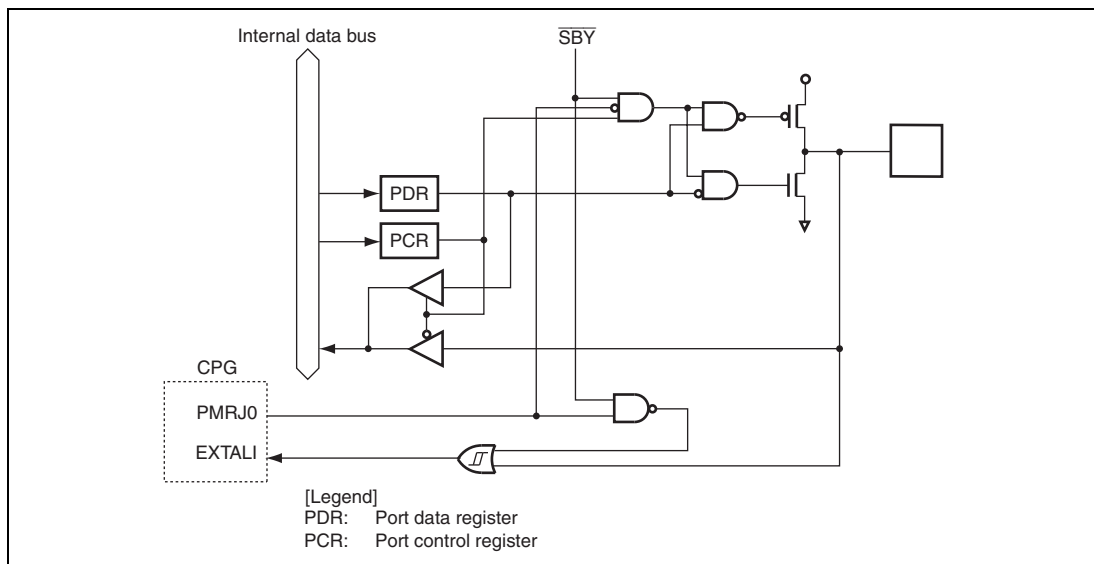 Internal data bus
SBY
PDR
PCR
CPG
PMRJ0
EXTALI
[Legend]
PDR: Port data register
PCR: Port control register